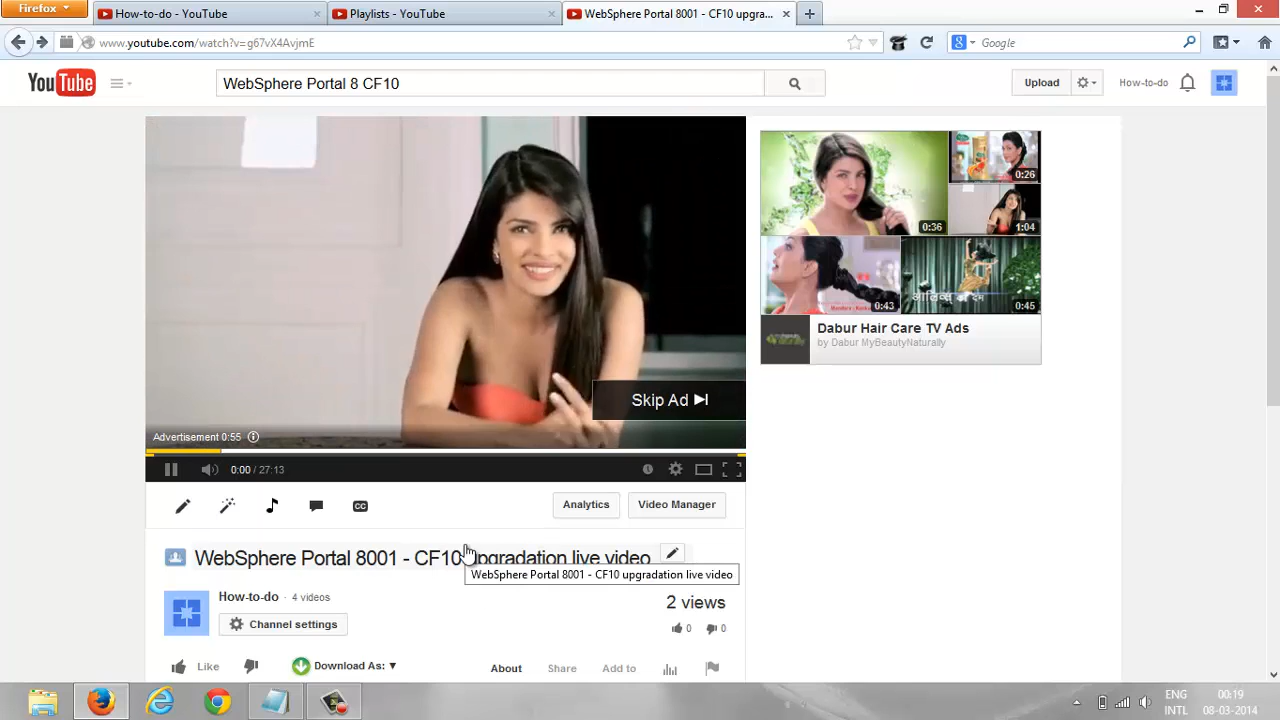 Firefox
How-to-do - YouTube
Playlists - YouTube
WebSphere Portal 8001 - CF10 upgra...
www.youtube.com/watch?v=g67vX4AvjmE
Google
YouTube
WebSphere Portal 8 CF10
Upload
How-to-do
0:26
0:36
1:04
0:43
0:45
Skip Ad
Dabur Hair Care TV Ads
by Dabur MyBeautyNaturally
Advertisement 0:55
0:00 / 27:13
CC
Analytics
Video Manager
WebSphere Portal 8001 - CF10 upgradation live video
WebSphere Portal 8001 - CF10 upgradation live video
How-to-do · 4 videos
2 views
Channel settings
0
0
Like
Download As:
About
Share
Add to
ENG
INTL
00:19
08-03-2014